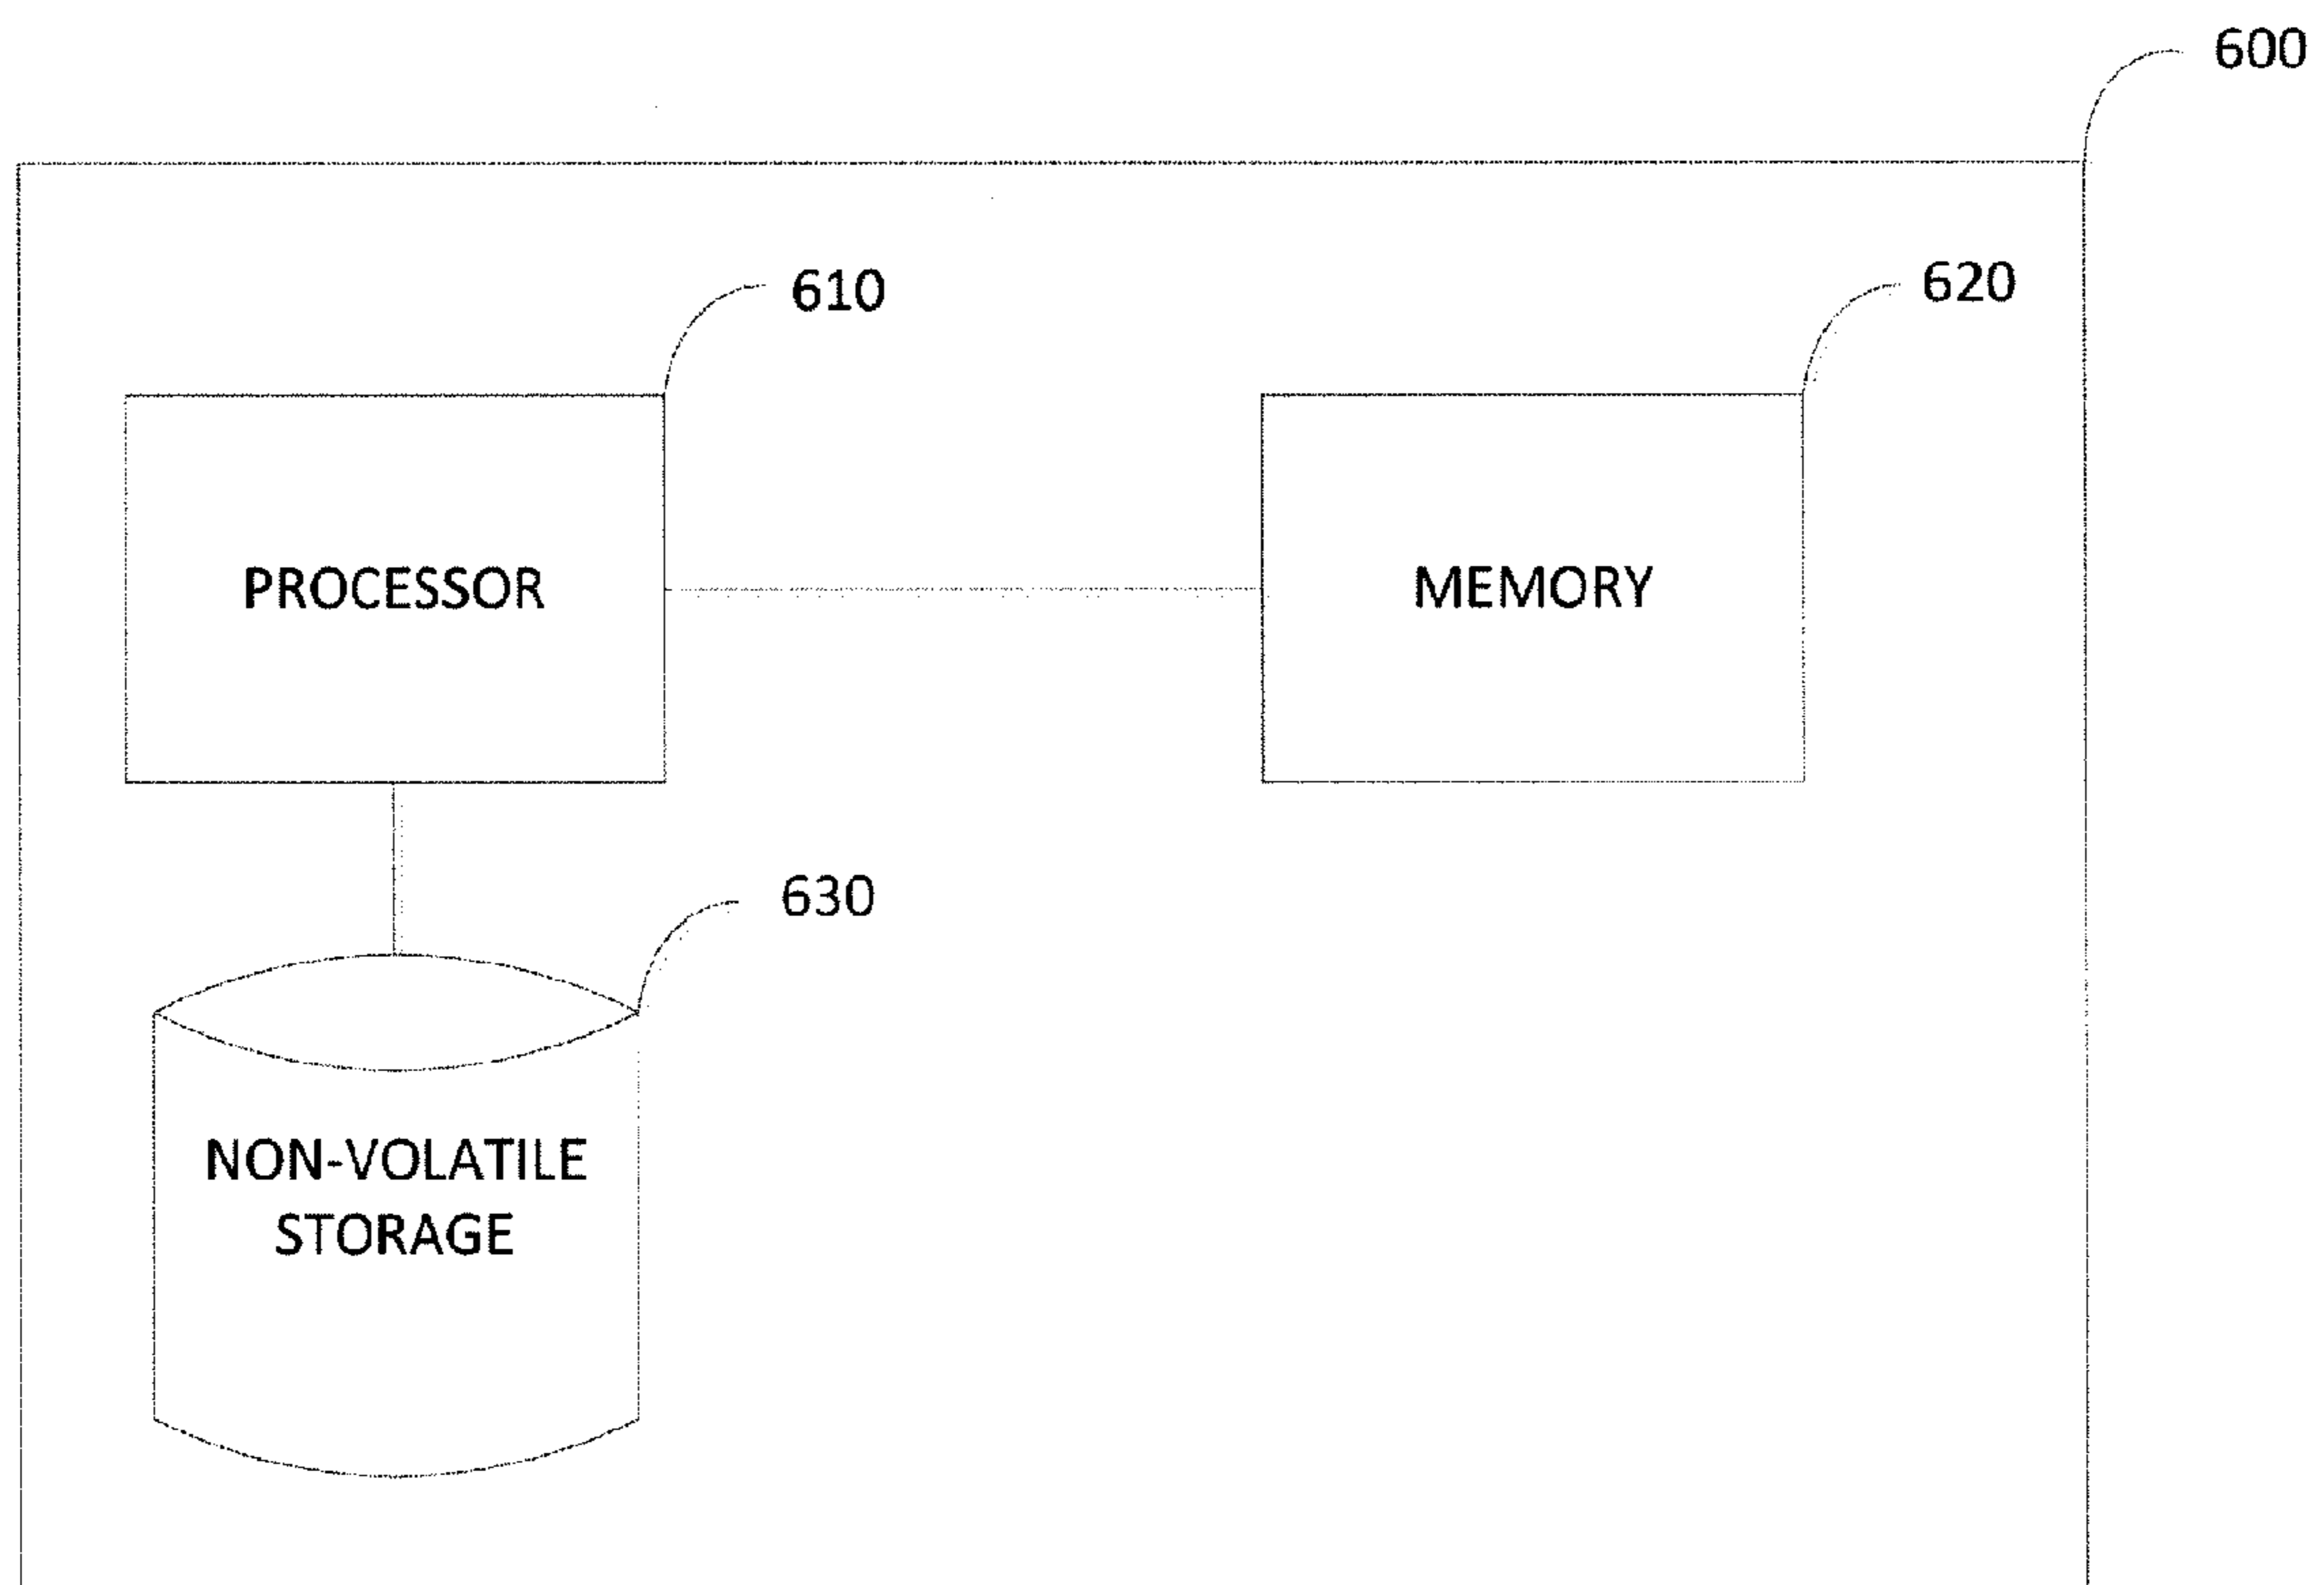 600
610
620
PROCESSOR
MEMORY
630
NON-VOLATILE
STORAGE